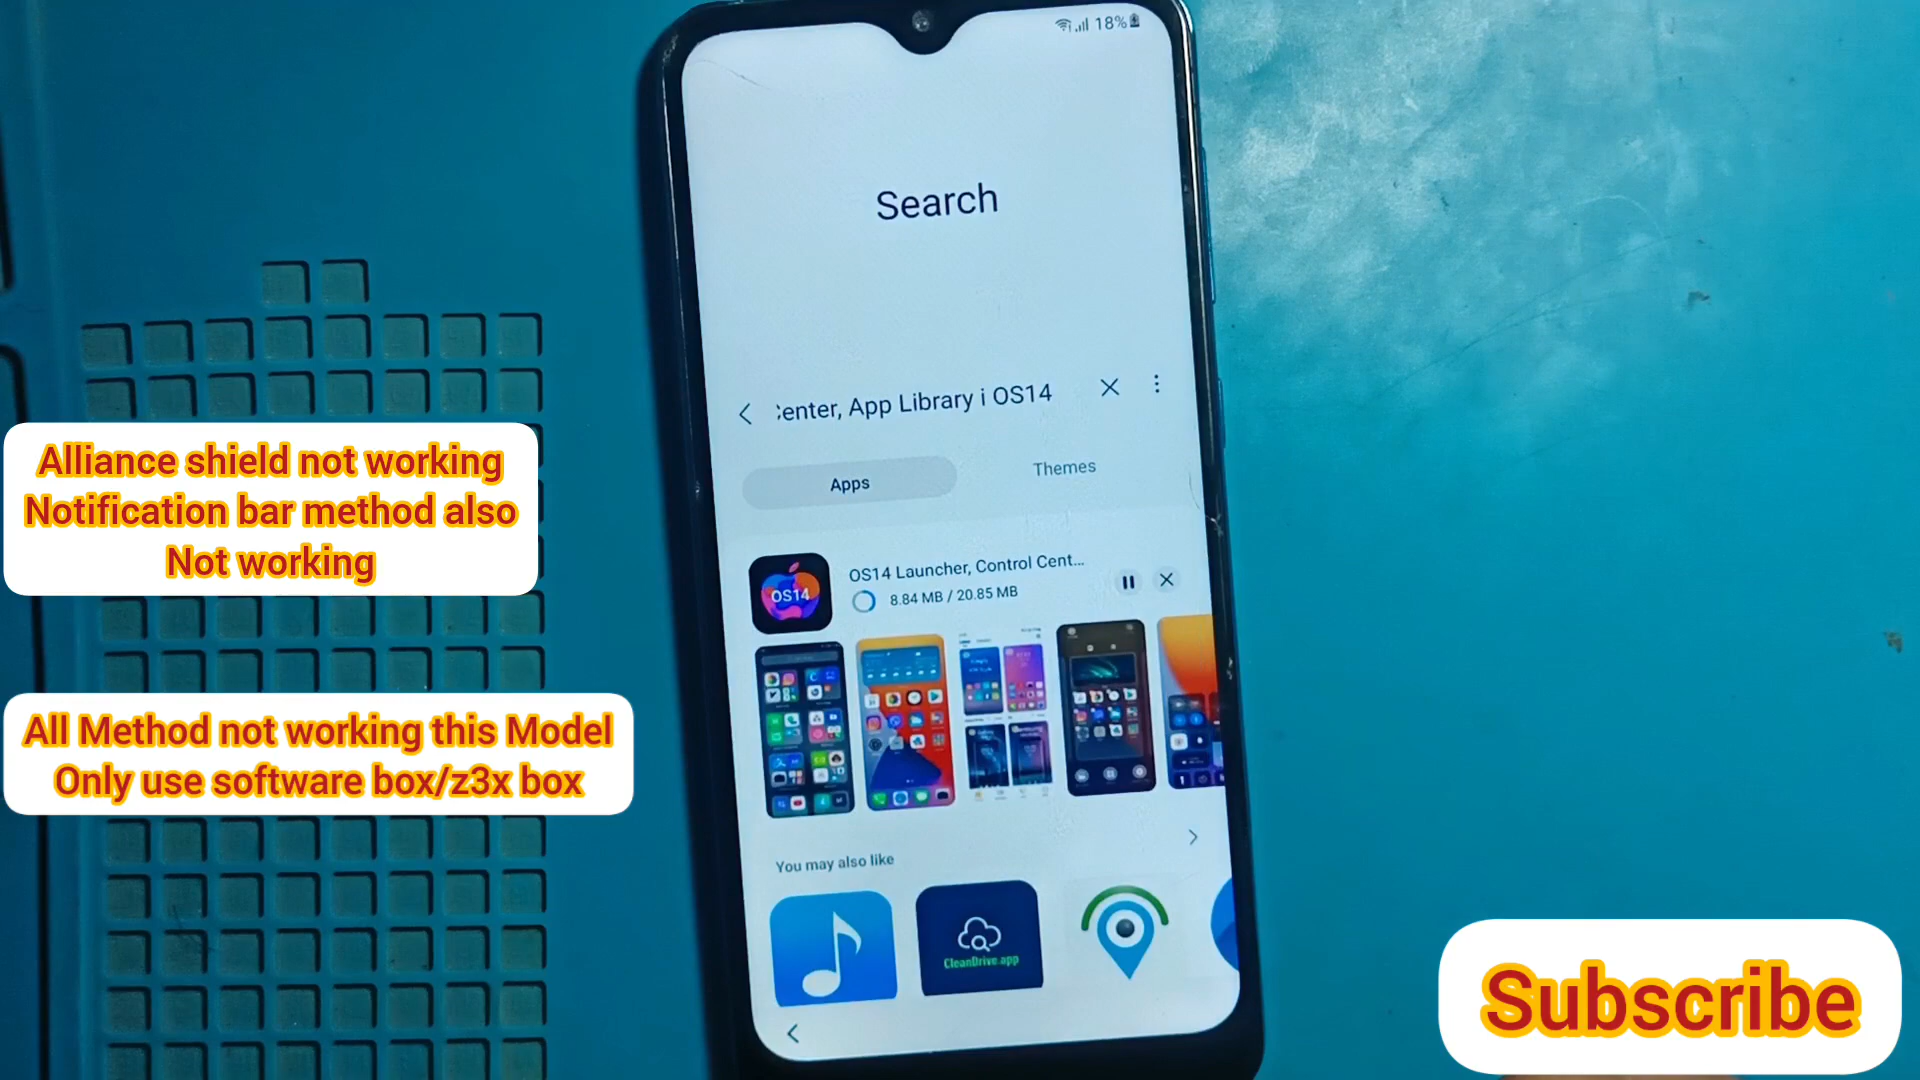 18%
Search
:enter, App Library i OS14
Apps
Themes
OS14
OS14 Launcher, Control Cent...
8.84 MB / 20.85 MB
You may also like
CleanDrive.app
Alliance shield not working
Notification bar method also
Not working
All Method not working this Model
Only use software box/z3x box
Subscribe